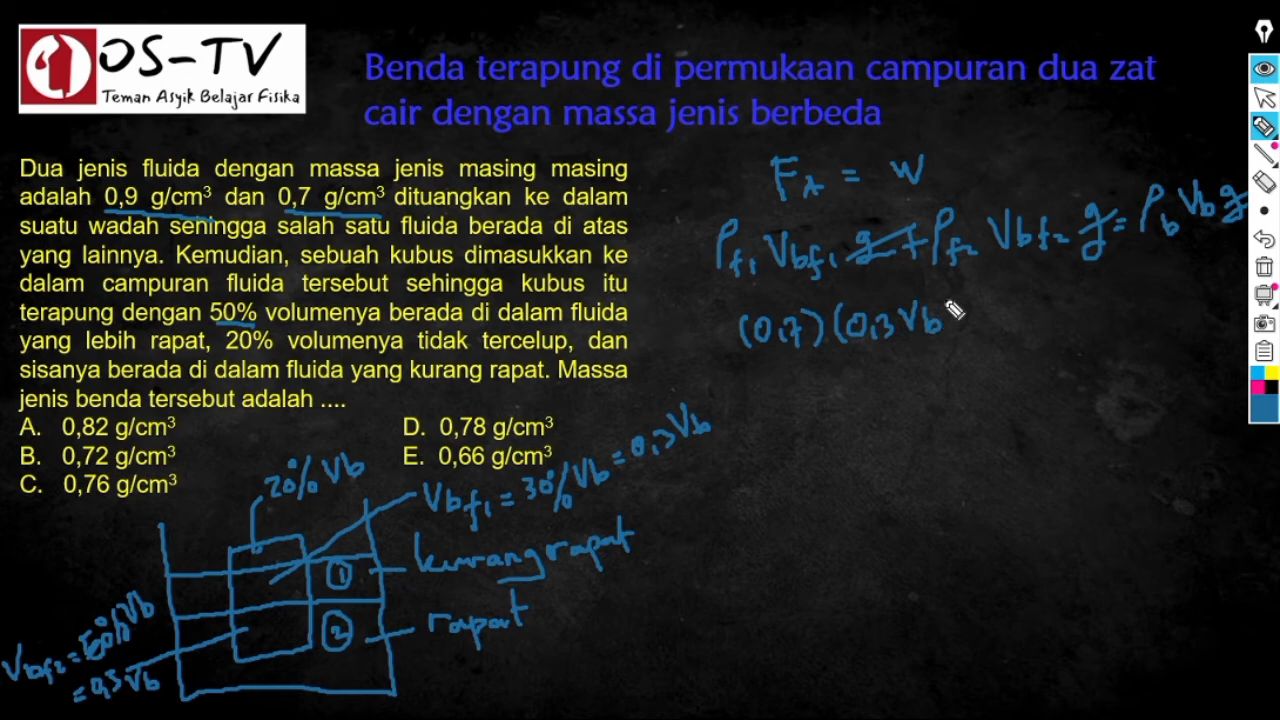 OS-TV
Teman Asyik Belajar Fisika
Benda terapung di permukaan campuran dua zat
cair dengan massa jenis berbeda
Dua jenis fluida dengan massa jenis masing masing
adalah 0,9 g/cm³ dan 0,7 g/cm³ dituangkan ke dalam
suatu wadah sehingga salah satu fluida berada di atas
yang lainnya. Kemudian, sebuah kubus dimasukkan ke
dalam campuran fluida tersebut sehingga kubus itu
terapung dengan 50% volumenya berada di dalam fluida
yang lebih rapat, 20% volumenya tidak tercelup, dan
sisanya berada di dalam fluida yang kurang rapat. Massa
jenis benda tersebut adalah ....
A. 0,82 g/cm³
B. 0,72 g/cm³
C. 0,76 g/cm³
D. 0,78 g/cm³
E. 0,66 g/cm³
F_A = W
ρf₁ Vbf₁ g + ρf₂ Vbf₂ g = ρb Vb g
(0,7) (0,3 Vb
20% Vb
Vbf₁ = 30% Vb = 0,3 Vb
① kurang rapat
② rapat
Vbf₂ = 50% Vb
= 0,5 Vb